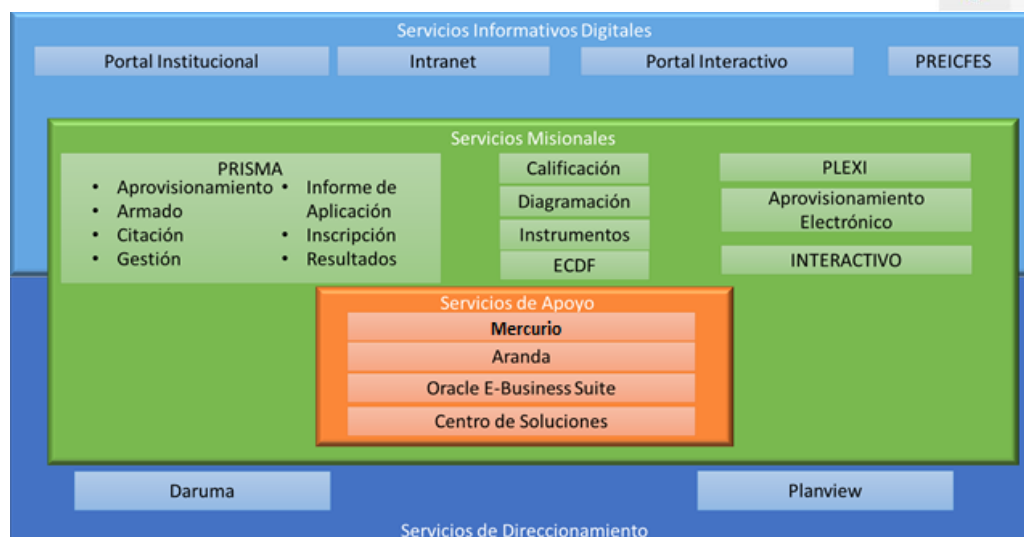 Servicios Informativos Digitales
Portal Institucional
Intranet
Portal Interactivo
PREICFES
Servicios Misionales
PRISMA
• Aprovisionamiento
• Armado
• Citación
• Gestión
• Informe de
Aplicación
• Inscripción
• Resultados
Calificación
Diagramación
Instrumentos
ECDF
PLEXI
Aprovisionamiento
Electrónico
INTERACTIVO
Servicios de Apoyo
Mercurio
Aranda
Oracle E-Business Suite
Centro de Soluciones
Daruma
Planview
Servicios de Direccionamiento